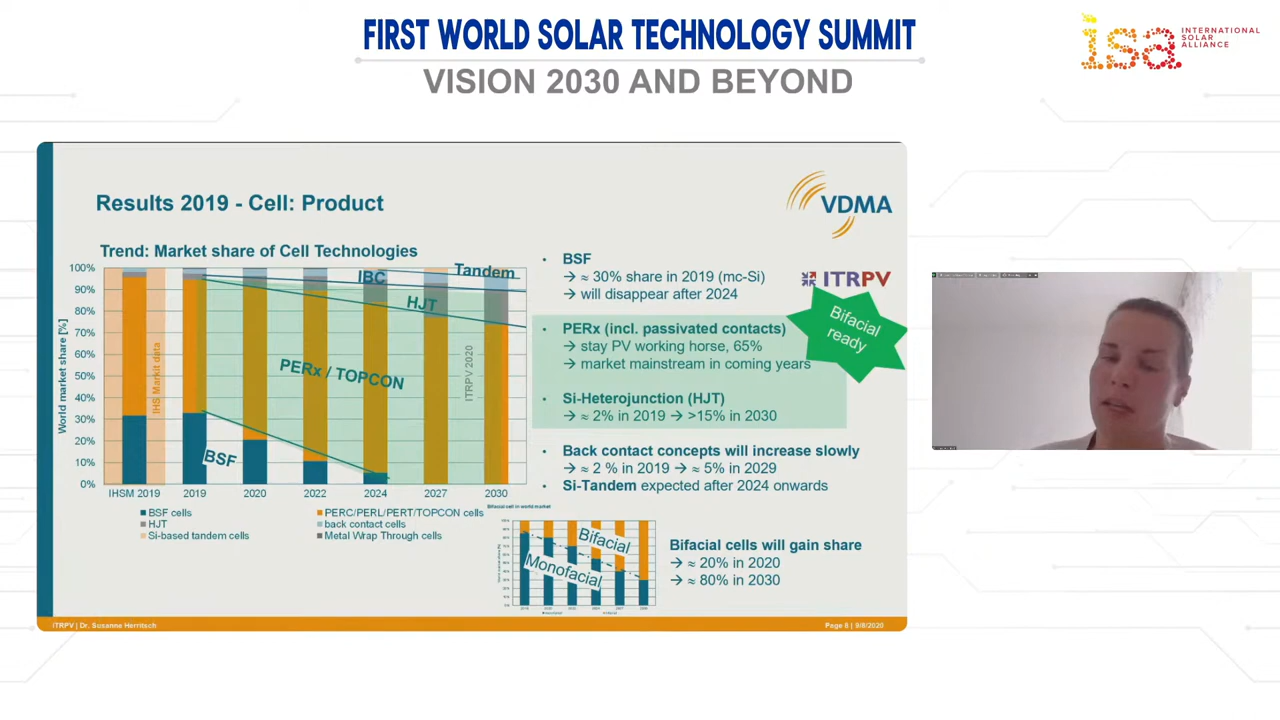 FIRST WORLD SOLAR TECHNOLOGY SUMMIT
VISION 2030 AND BEYOND
isa INTERNATIONAL
SOLAR
ALLIANCE
Results 2019 - Cell: Product
VDMA
Trend: Market share of Cell Technologies
World market share [%]
100%
90%
80%
70%
60%
50%
40%
30%
20%
10%
0%
IHS Markit data
ITRPV 2020
Tandem
IBC
HJT
PERx / TOPCON
BSF
IHSM 2019 2019 2020 2022 2024 2027 2030
BSF cells
PERC/PERL/PERT/TOPCON cells
HJT
back contact cells
Si-based tandem cells
Metal Wrap Through cells
• BSF
→ ≈ 30% share in 2019 (mc-Si)
→ will disappear after 2024
ITRPV
Bifacial
ready
• PERx (incl. passivated contacts)
→ stay PV working horse, 65%
→ market mainstream in coming years
• Si-Heterojunction (HJT)
→ ≈ 2% in 2019 → >15% in 2030
• Back contact concepts will increase slowly
→ ≈ 2 % in 2019 → ≈ 5% in 2029
• Si-Tandem expected after 2024 onwards
Bifacial cell in world market
Bifacial
Monofacial
Bifacial cells will gain share
→ ≈ 20% in 2020
→ ≈ 80% in 2030
ITRPV | Dr. Susanne Herritsch
Page 8 | 9/8/2020